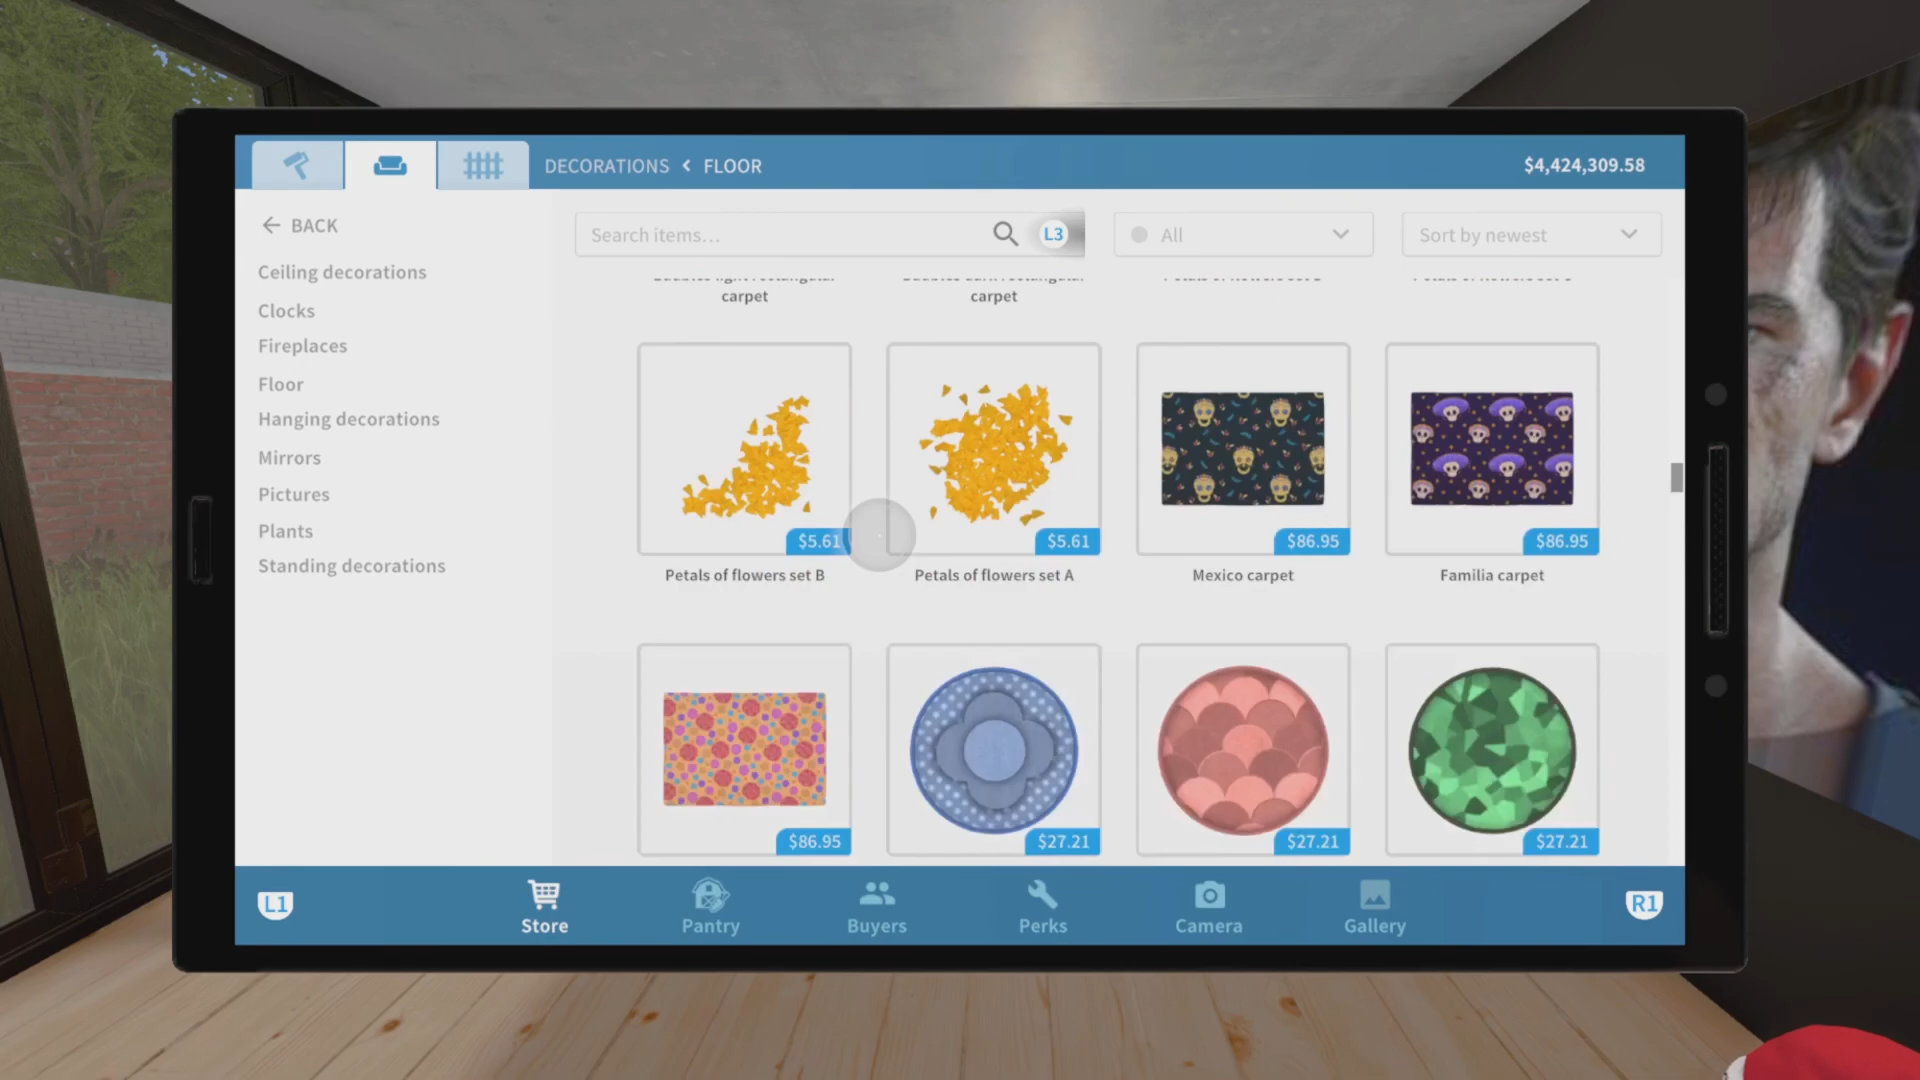 DECORATIONS < FLOOR
$4,424,309.58
BACK
Search items...
L3
All
Sort by newest
Ceiling decorations
Clocks
Fireplaces
Floor
Hanging decorations
Mirrors
Pictures
Plants
Standing decorations
carpet
carpet
$5.61
$5.61
$86.95
$86.95
Petals of flowers set B
Petals of flowers set A
Mexico carpet
Familia carpet
$86.95
$27.21
$27.21
$27.21
L1
Store
Pantry
Buyers
Perks
Camera
Gallery
R1